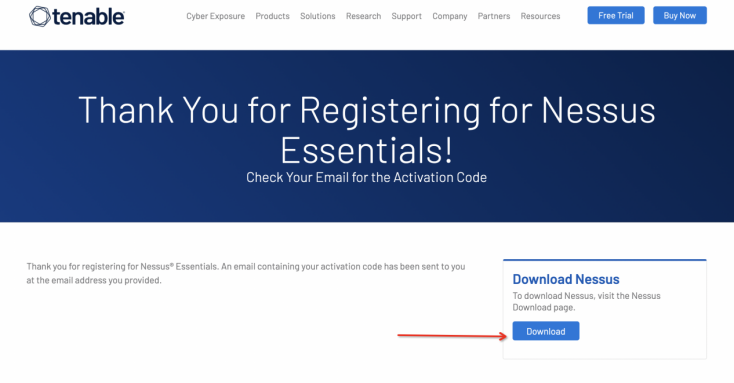 tenable
Cyber Exposure Products Solutions Research Support Company Partners Resources Free Trial Buy Now
Thank You for Registering for Nessus
Essentials!
Check Your Email for the Activation Code
Thank you for registering for Nessus® Essentials. An email containing your activation code has been sent to you
at the email address you provided.
Download Nessus
To download Nessus, visit the Nessus
Download page.
Download